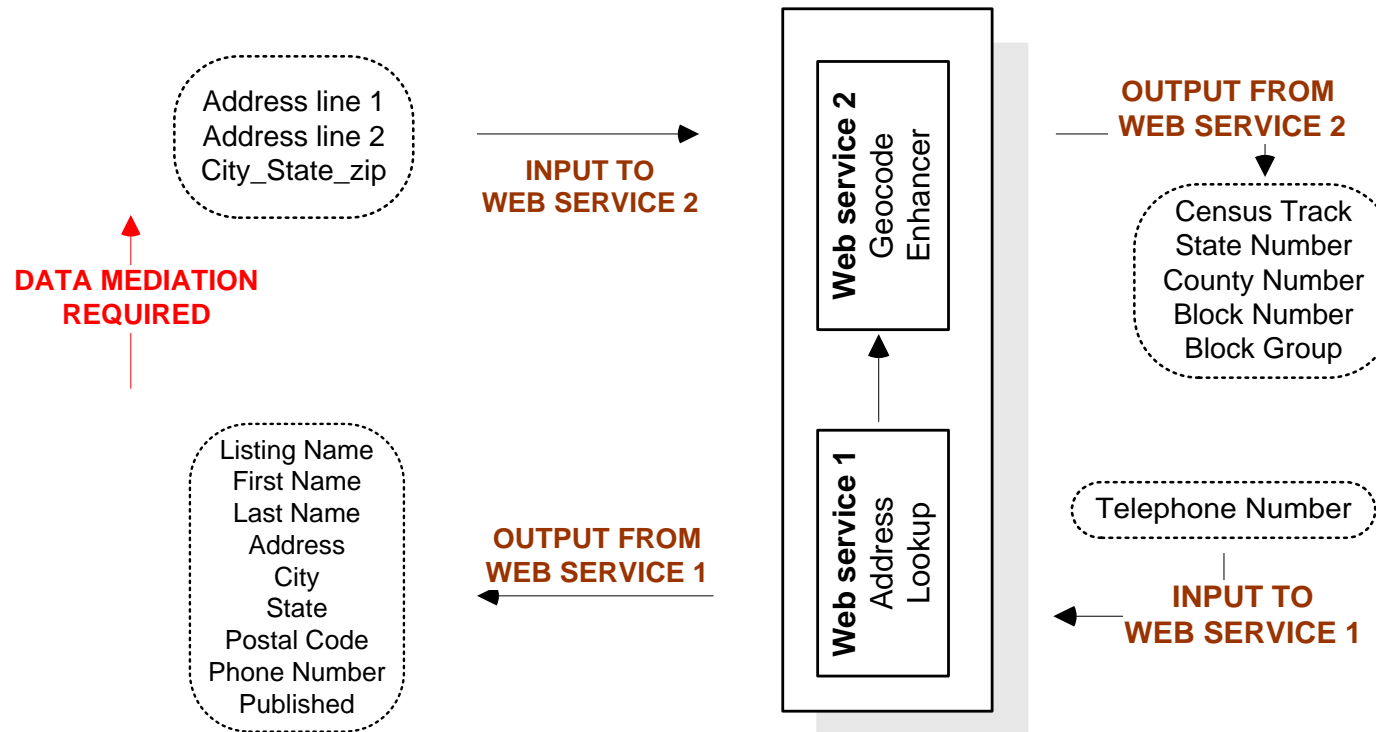 Address line 1
Address line 2
City_State_zip
INPUT TO
WEB SERVICE 2
Web service 2
Geocode
Enhancer
OUTPUT FROM
WEB SERVICE 2
Census Track
State Number
County Number
Block Number
Block Group
DATA MEDIATION
REQUIRED
Listing Name
First Name
Last Name
Address
City
State
Postal Code
Phone Number
Published
OUTPUT FROM
WEB SERVICE 1
Web service 1
Address
Lookup
Telephone Number
INPUT TO
WEB SERVICE 1